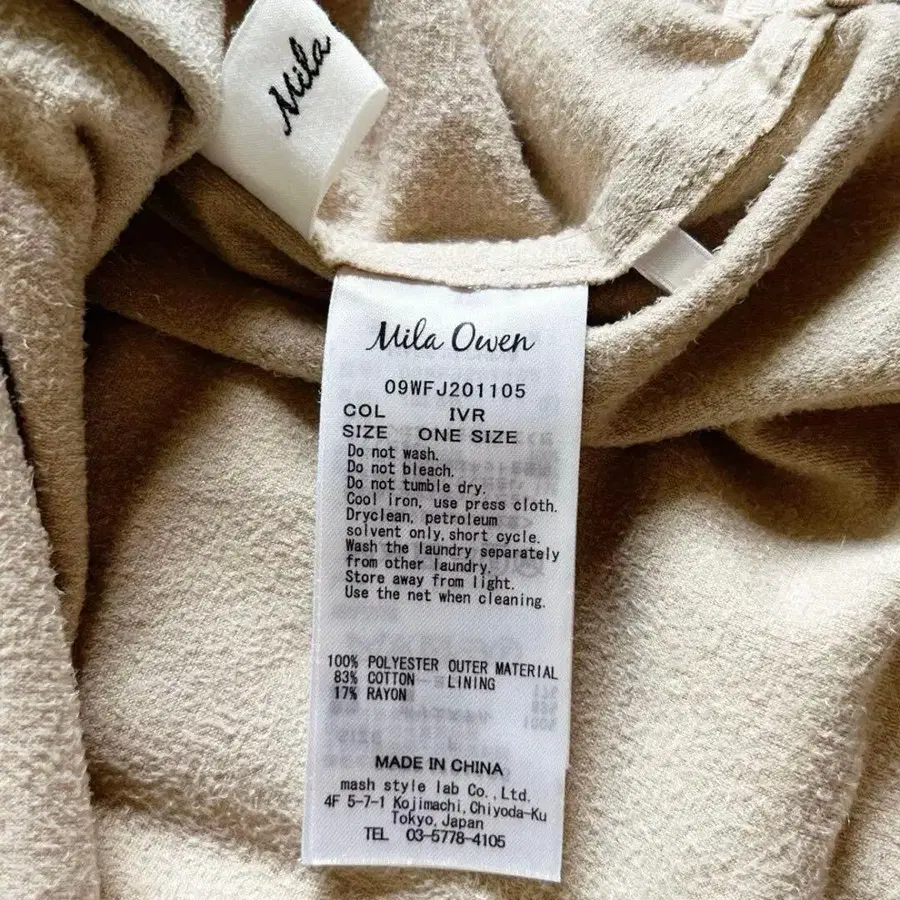 Mila
Mila Owen
09WFJ201105
COL IVR
SIZE ONE SIZE
Do not wash.
Do not bleach.
Do not tumble dry.
Cool iron, use press cloth.
Dryclean, petroleum
solvent only, short cycle.
Wash the laundry separately
from other laundry.
Store away from light.
Use the net when cleaning.
100% POLYESTER OUTER MATERIAL
83% COTTON LINING
17% RAYON
MADE IN CHINA
mash style lab Co., Ltd.
4F 5-7-1 Kojimachi, Chiyoda-Ku
Tokyo, Japan
TEL 03-5778-4105